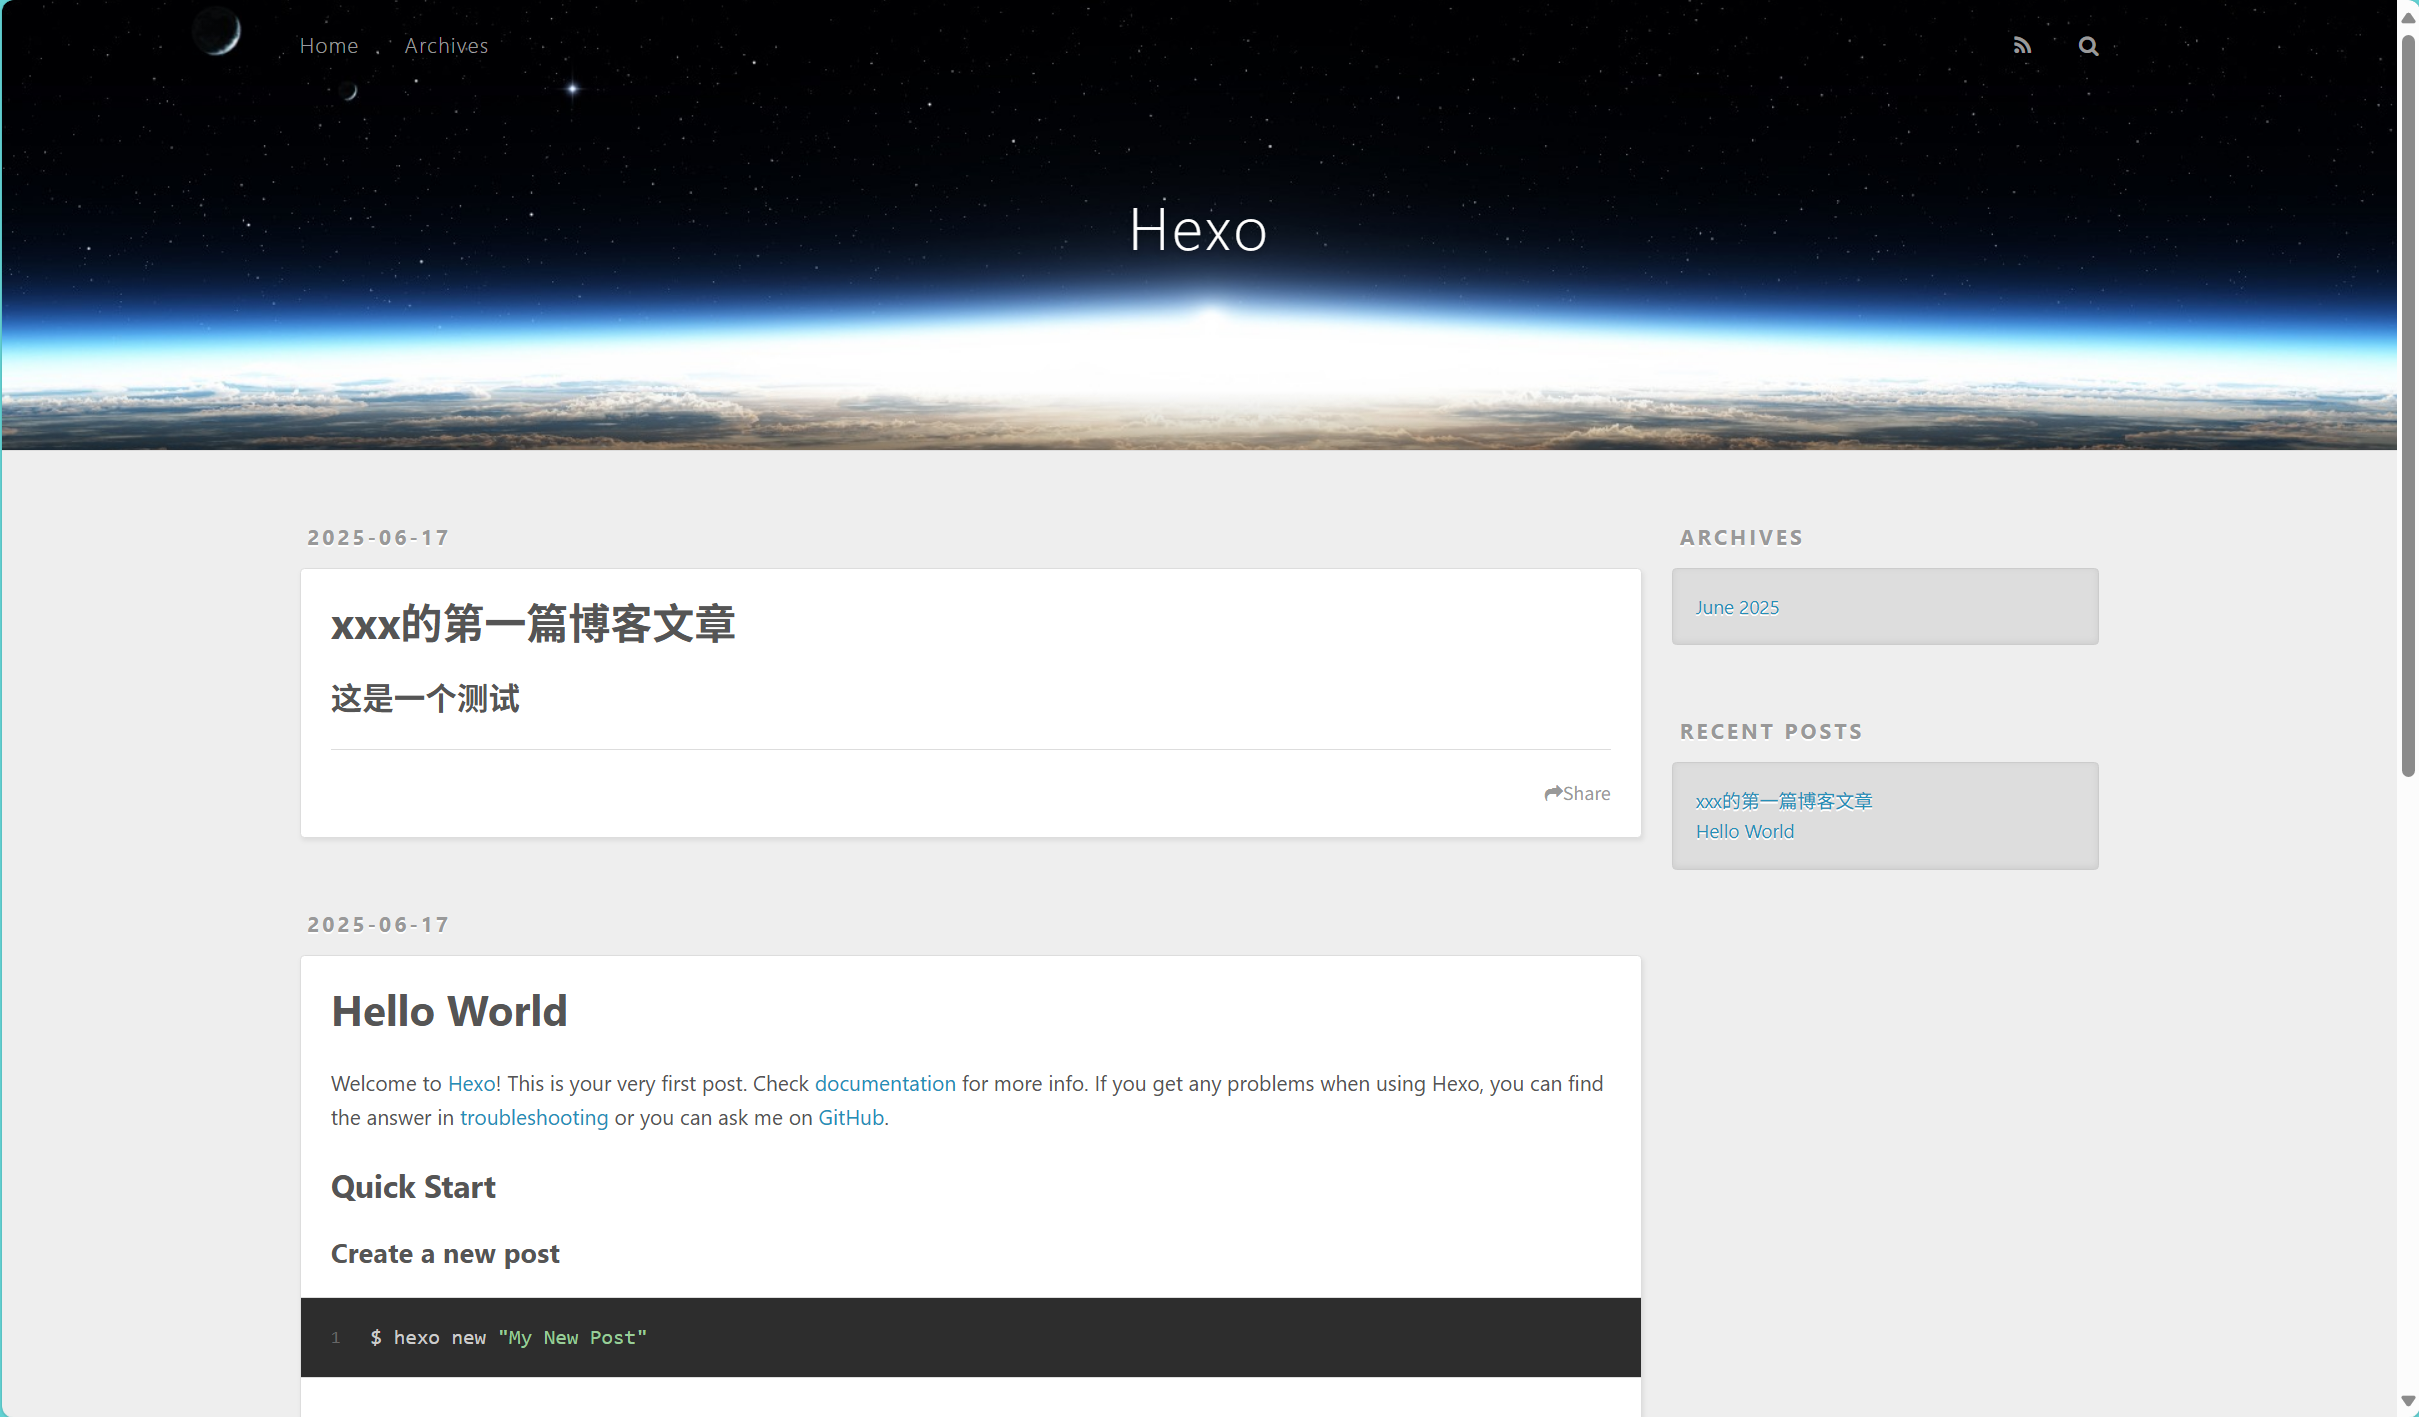 Home
Archives
Hexo
2025-06-17
xxx的第一篇博客文章
这是一个测试
Share
2025-06-17
Hello World
Welcome to Hexo! This is your very first post. Check documentation for more info. If you get any problems when using Hexo, you can find
the answer in troubleshooting or you can ask me on GitHub.
Quick Start
Create a new post
1 $ hexo new "My New Post"
ARCHIVES
June 2025
RECENT POSTS
xxx的第一篇博客文章
Hello World